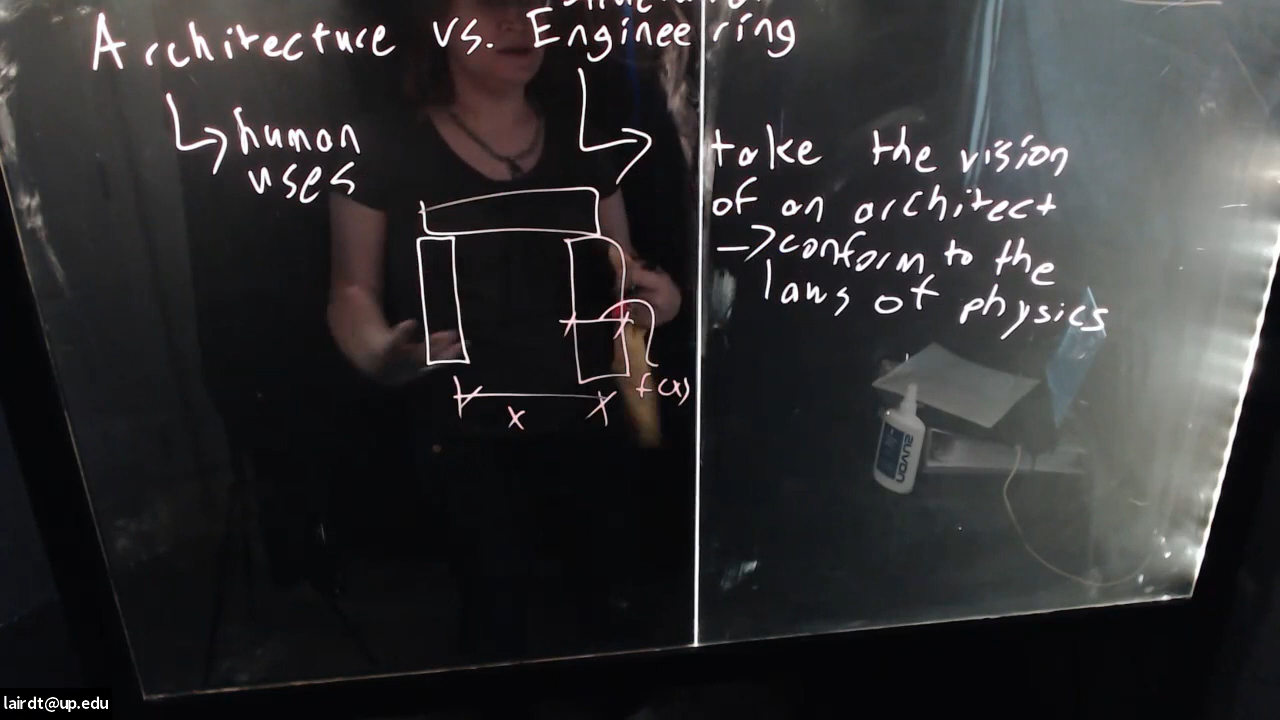 Architecture vs. Engineering
human
uses
take the vision
of an architect
→ conform to the
laws of physics
f(x)
x
lairdt@up.edu